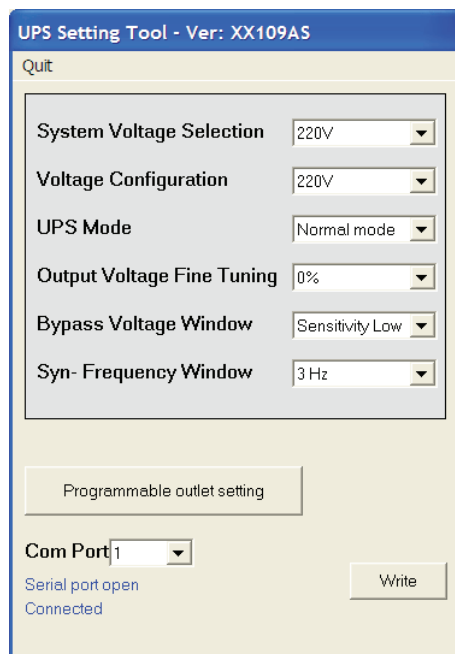 UPS Setting Tool - Ver: XX109AS
Quit
System Voltage Selection 220V
Voltage Configuration 220V
UPS Mode Normal mode
Output Voltage Fine Tuning 0%
Bypass Voltage Window Sensitivity Low
Syn- Frequency Window 3 Hz
Programmable outlet setting
Com Port 1
Serial port open
Write
Connected